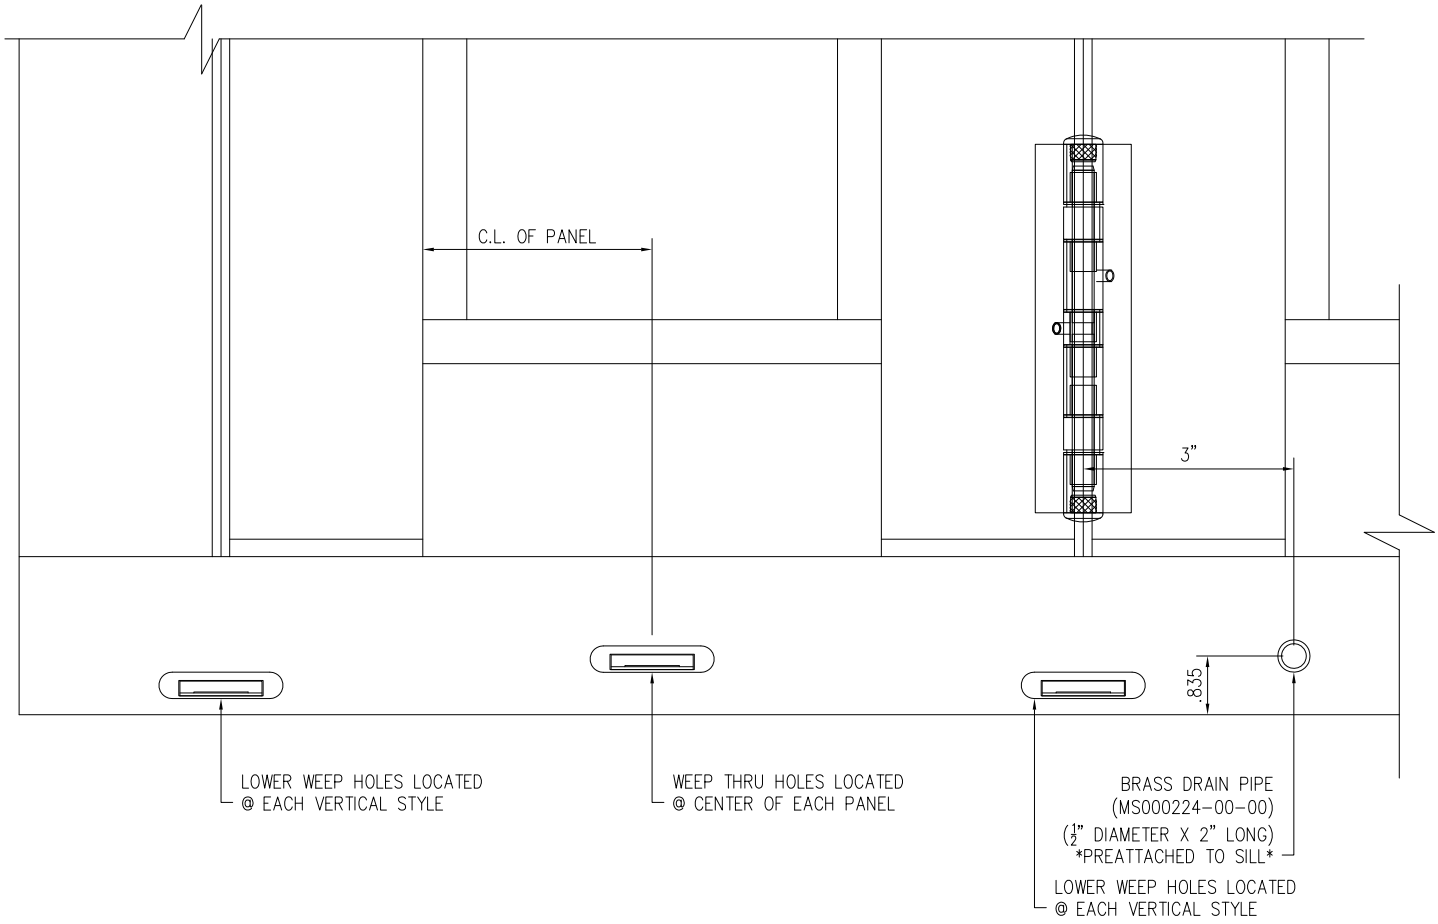 C.L. OF PANEL
3"
.835
LOWER WEEP HOLES LOCATED
@ EACH VERTICAL STYLE
WEEP THRU HOLES LOCATED
@ CENTER OF EACH PANEL
BRASS DRAIN PIPE
(MS000224-00-00)
(½" DIAMETER X 2" LONG)
*PREATTACHED TO SILL*
LOWER WEEP HOLES LOCATED
@ EACH VERTICAL STYLE